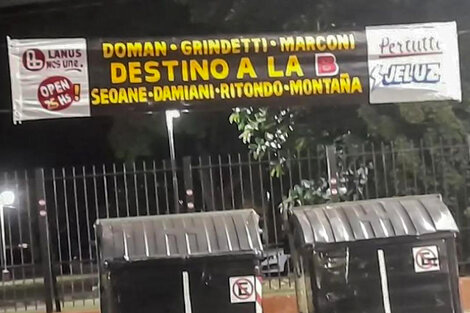 LANUS
NOS UNE.
OPEN
25 HS!
DOMAN · GRINDETTI · MARCONI
DESTINO A LA B
SEOANE · DAMIANI · RITONDO · MONTAÑA
Pertutti
JELUZ
E
E